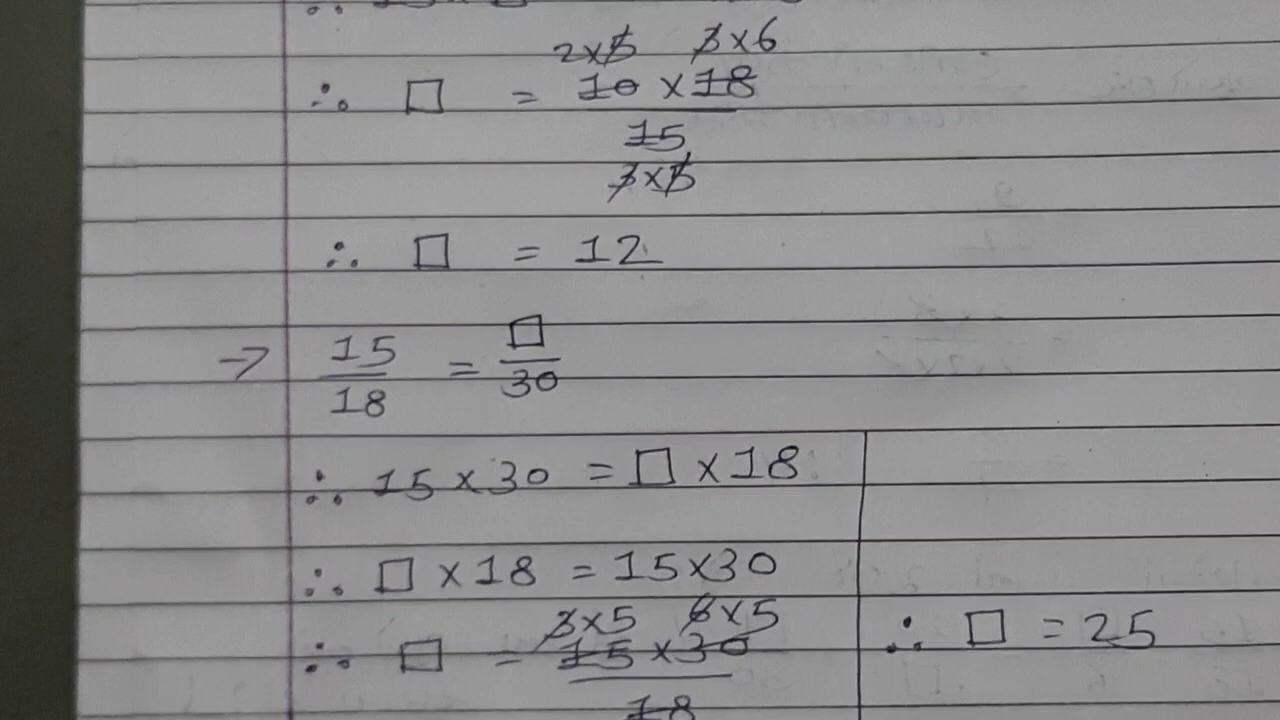 2×5 3×6
∴ □ = 10 × 18
15
3×5
∴ □ = 12
→ 15/18 = □/30
∴ 15 × 30 = □ × 18
∴ □ × 18 = 15×30
3×5 6×5
∴ □ = 15 × 30
18
∴ □ = 25